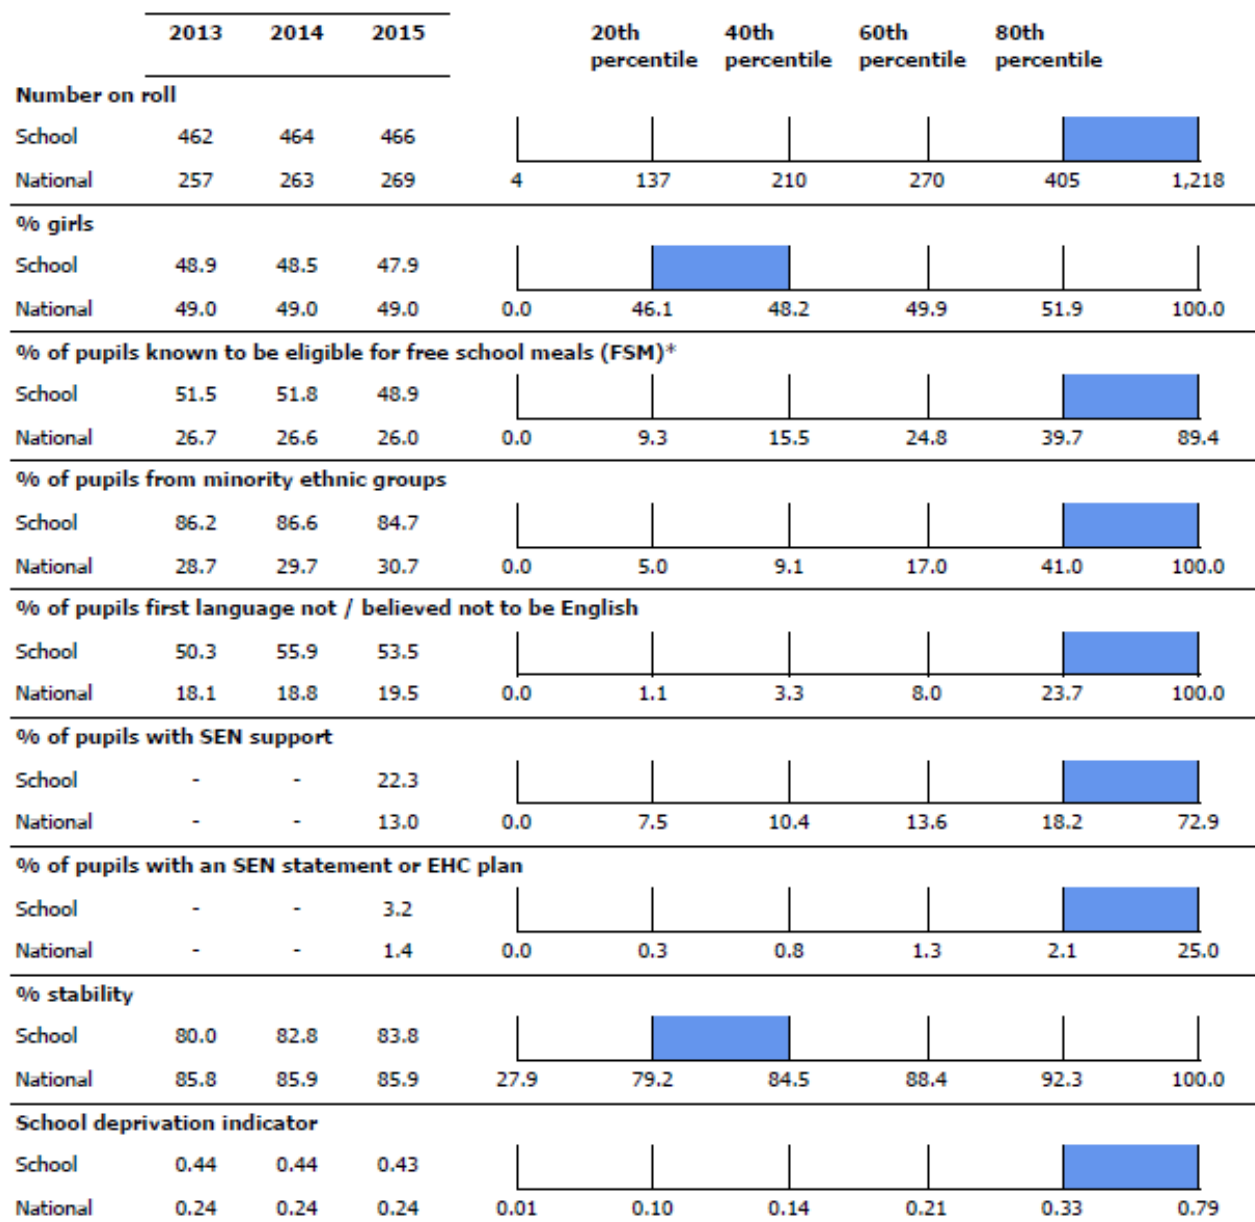 2013 2014 2015 20th percentile 40th percentile 60th percentile 80th percentile
Number on roll
School 462 464 466
National 257 263 269 4 137 210 270 405 1,218
% girls
School 48.9 48.5 47.9
National 49.0 49.0 49.0 0.0 46.1 48.2 49.9 51.9 100.0
% of pupils known to be eligible for free school meals (FSM)*
School 51.5 51.8 48.9
National 26.7 26.6 26.0 0.0 9.3 15.5 24.8 39.7 89.4
% of pupils from minority ethnic groups
School 86.2 86.6 84.7
National 28.7 29.7 30.7 0.0 5.0 9.1 17.0 41.0 100.0
% of pupils first language not / believed not to be English
School 50.3 55.9 53.5
National 18.1 18.8 19.5 0.0 1.1 3.3 8.0 23.7 100.0
% of pupils with SEN support
School - - 22.3
National - - 13.0 0.0 7.5 10.4 13.6 18.2 72.9
% of pupils with an SEN statement or EHC plan
School - - 3.2
National - - 1.4 0.0 0.3 0.8 1.3 2.1 25.0
% stability
School 80.0 82.8 83.8
National 85.8 85.9 85.9 27.9 79.2 84.5 88.4 92.3 100.0
School deprivation indicator
School 0.44 0.44 0.43
National 0.24 0.24 0.24 0.01 0.10 0.14 0.21 0.33 0.79